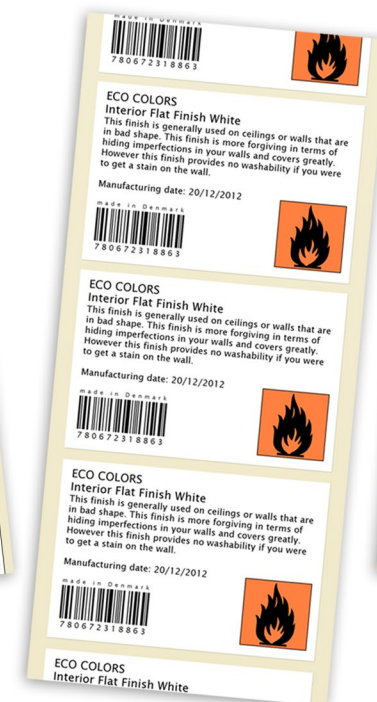 made in Denmark
780672318863
ECO COLORS
Interior Flat Finish White
This finish is generally used on ceilings or walls that are
in bad shape. This finish is more forgiving in terms of
hiding imperfections in your walls and covers greatly.
However this finish provides no washability if you were
to get a stain on the wall.
Manufacturing date: 20/12/2012
made in Denmark
780672318863
ECO COLORS
Interior Flat Finish White
This finish is generally used on ceilings or walls that are
in bad shape. This finish is more forgiving in terms of
hiding imperfections in your walls and covers greatly.
However this finish provides no washability if you were
to get a stain on the wall.
Manufacturing date: 20/12/2012
made in Denmark
780672318863
ECO COLORS
Interior Flat Finish White
This finish is generally used on ceilings or walls that are
in bad shape. This finish is more forgiving in terms of
hiding imperfections in your walls and covers greatly.
However this finish provides no washability if you were
to get a stain on the wall.
Manufacturing date: 20/12/2012
made in Denmark
780672318863
ECO COLORS
Interior Flat Finish White